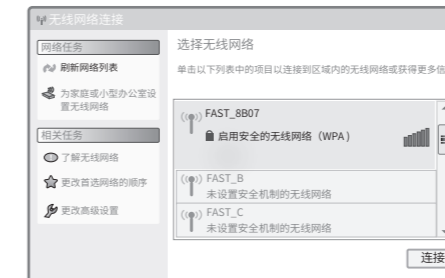 无线网络连接
网络任务
刷新网络列表
为家庭或小型办公室设
置无线网络
相关任务
了解无线网络
更改首选网络的顺序
更改高级设置
选择无线网络
单击以下列表中的项目以连接到区域内的无线网络或获得更多信
FAST_8B07
启用安全的无线网络（WPA）
FAST_B
未设置安全机制的无线网络
FAST_C
未设置安全机制的无线网络
连接